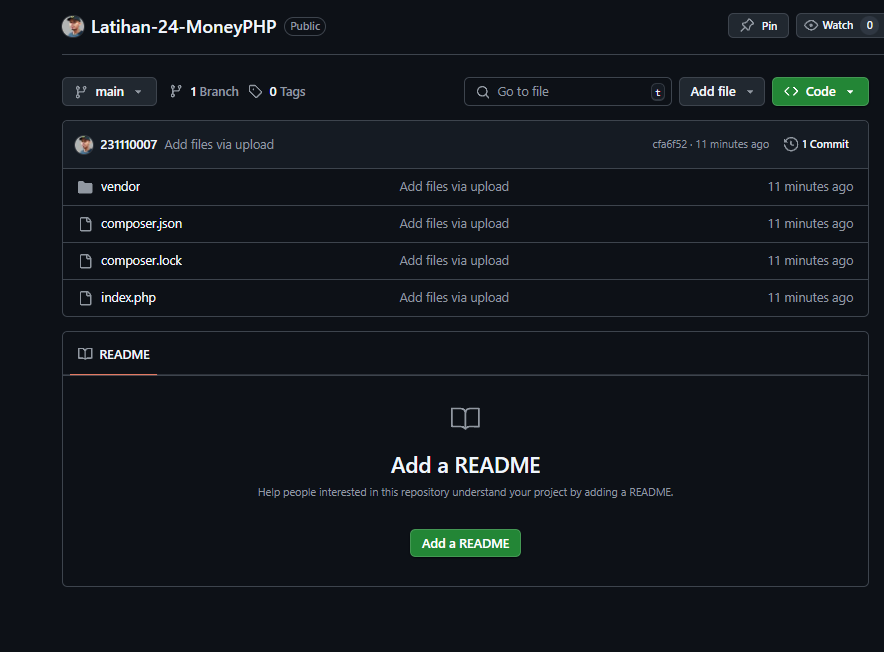 Latihan-24-MoneyPHP Public Pin Watch 0
main 1 Branch 0 Tags Go to file t Add file Code
231110007 Add files via upload cfa6f52 · 11 minutes ago 1 Commit
vendor Add files via upload 11 minutes ago
composer.json Add files via upload 11 minutes ago
composer.lock Add files via upload 11 minutes ago
index.php Add files via upload 11 minutes ago
README
Add a README
Help people interested in this repository understand your project by adding a README.
Add a README